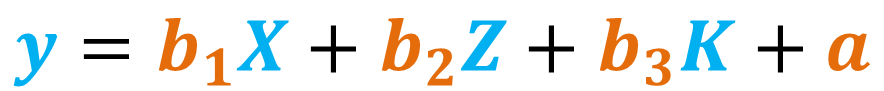 y = b₁X + b₂Z + b₃K + a